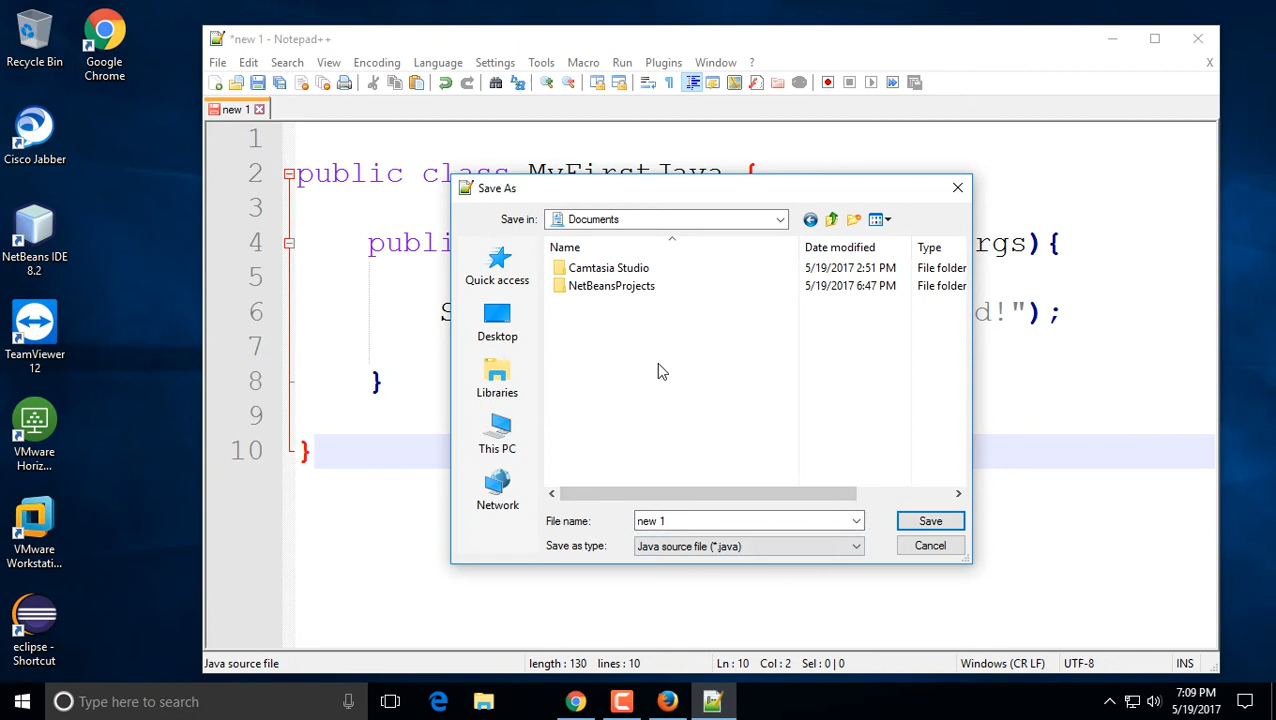 Recycle Bin
Google
Chrome
Cisco Jabber
NetBeans IDE
8.2
TeamViewer
12
VMware
Horiz...
VMware
Workstati...
eclipse -
Shortcut
*new 1 - Notepad++
File Edit Search View Encoding Language Settings Tools Macro Run Plugins Window ? X
new 1
1
2 public class MyFirstJava {
3
4 publi args){
5
6 S d!");
7
8 }
9
10 }
Save As
Save in: Documents
Quick access
Desktop
Libraries
This PC
Network
Name Date modified Type
Camtasia Studio 5/19/2017 2:51 PM File folder
NetBeansProjects 5/19/2017 6:47 PM File folder
File name: new 1 Save
Save as type: Java source file (*.java) Cancel
Java source file length : 130 lines : 10 Ln : 10 Col : 2 Sel : 0 | 0 Windows (CR LF) UTF-8 INS
Type here to search
7:09 PM
5/19/2017